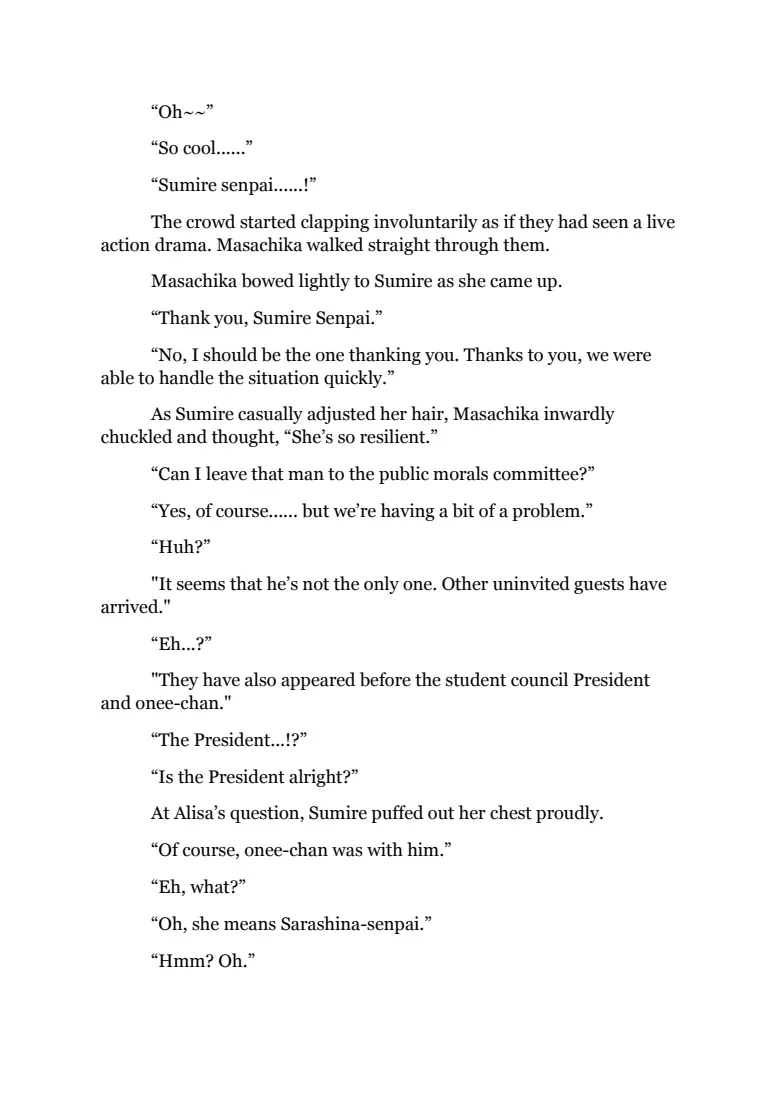 “Oh~~”
“So cool......”
“Sumire senpai......!”
The crowd started clapping involuntarily as if they had seen a live
action drama. Masachika walked straight through them.
Masachika bowed lightly to Sumire as she came up.
“Thank you, Sumire Senpai.”
“No, I should be the one thanking you. Thanks to you, we were
able to handle the situation quickly.”
As Sumire casually adjusted her hair, Masachika inwardly
chuckled and thought, “She’s so resilient.”
“Can I leave that man to the public morals committee?”
“Yes, of course...... but we’re having a bit of a problem.”
“Huh?”
"It seems that he’s not the only one. Other uninvited guests have
arrived."
“Eh...?”
"They have also appeared before the student council President
and onee-chan."
“The President...!?”
“Is the President alright?”
At Alisa’s question, Sumire puffed out her chest proudly.
“Of course, onee-chan was with him.”
“Eh, what?”
“Oh, she means Sarashina-senpai.”
“Hmm? Oh.”